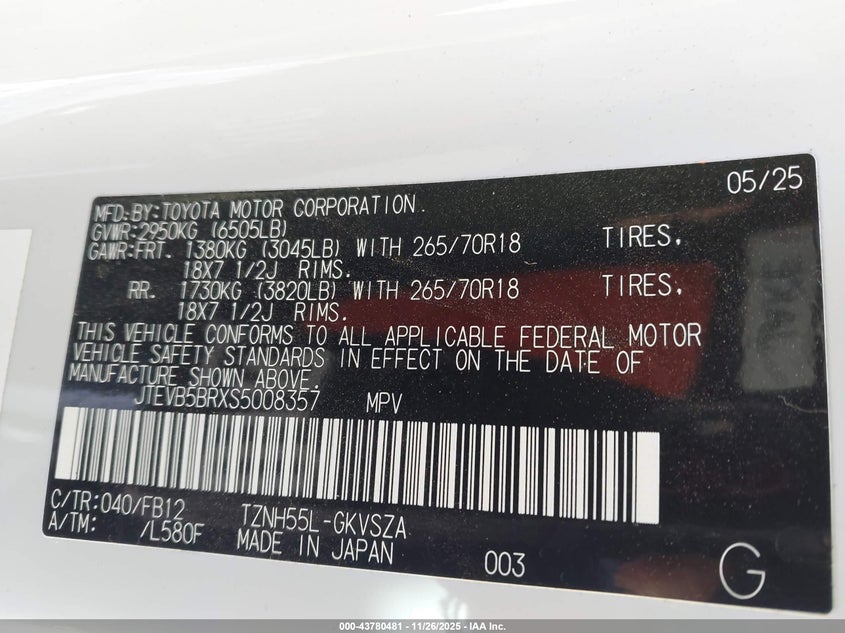 05/25
MFD.BY:TOYOTA MOTOR CORPORATION.
GVWR:2950KG (6505LB)
GAWR:FRT. 1380KG (3045LB) WITH 265/70R18 TIRES,
18X7 1/2J RIMS.
RR. 1730KG (3820LB) WITH 265/70R18 TIRES,
18X7 1/2J RIMS.
THIS VEHICLE CONFORMS TO ALL APPLICABLE FEDERAL MOTOR
VEHICLE SAFETY STANDARDS IN EFFECT ON THE DATE OF
MANUFACTURE SHOWN ABOVE.
JTEVB5BRXS5008357 MPV
C/TR:040/FB12 TZNH55L-GKVSZA
A/TM: /L580F MADE IN JAPAN 003 G
000-43780481 - 11/26/2025 - IAA Inc.